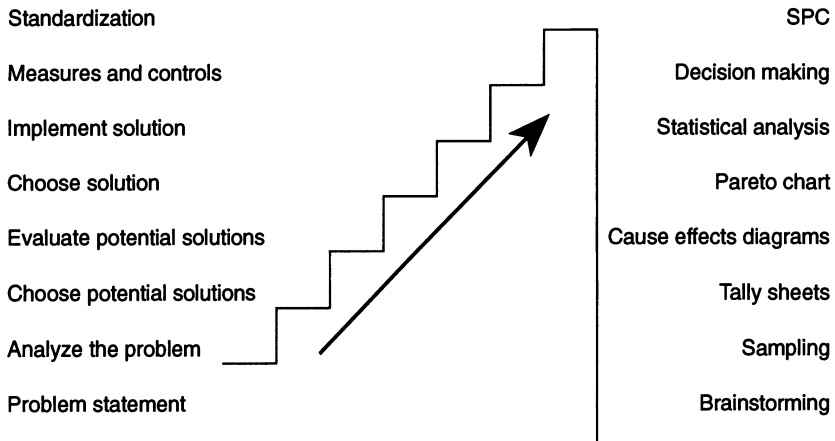 Standardization
SPC
Measures and controls
Decision making
Implement solution
Statistical analysis
Choose solution
Pareto chart
Evaluate potential solutions
Cause effects diagrams
Choose potential solutions
Tally sheets
Analyze the problem
Sampling
Problem statement
Brainstorming